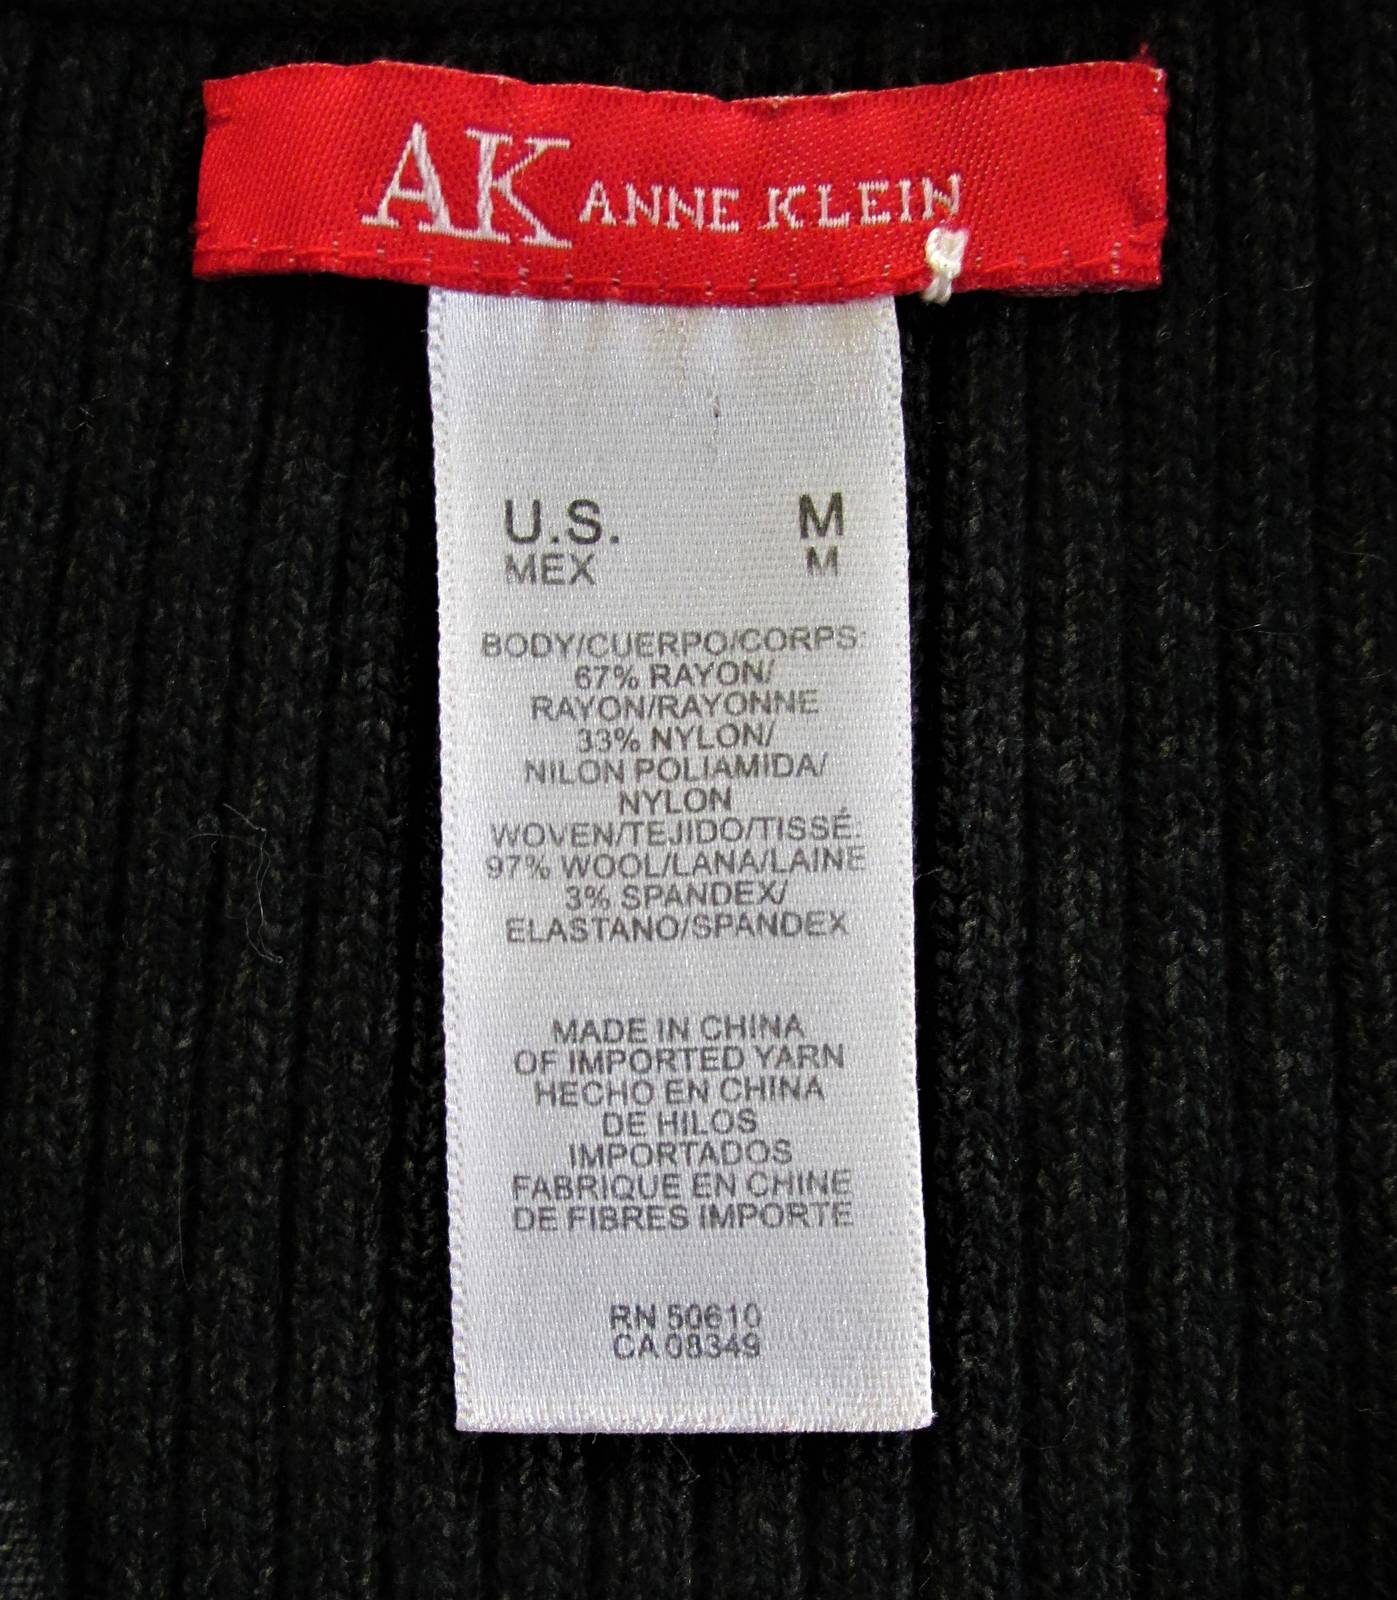 AK ANNE KLEIN
U.S. M
MEX M
BODY/CUERPO/CORPS:
67% RAYON/
RAYON/RAYONNE
33% NYLON/
NILON POLIAMIDA/
NYLON
WOVEN/TEJIDO/TISSÉ:
97% WOOL/LANA/LAINE
3% SPANDEX/
ELASTANO/SPANDEX
MADE IN CHINA
OF IMPORTED YARN
HECHO EN CHINA
DE HILOS
IMPORTADOS
FABRIQUE EN CHINE
DE FIBRES IMPORTE
RN 50610
CA 08349